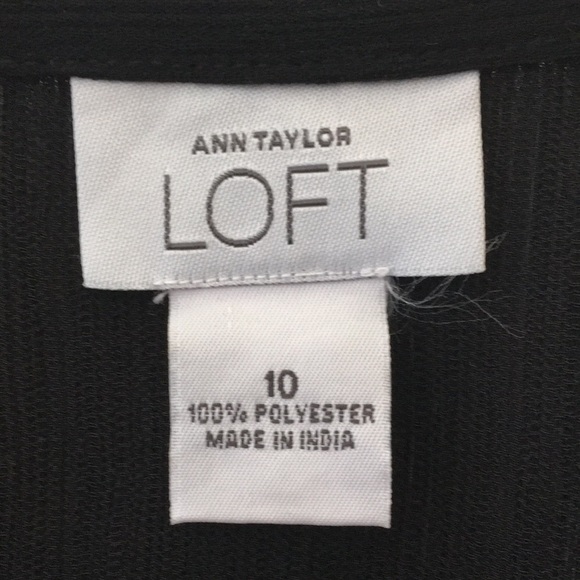 ANN TAYLOR
LOFT
10
100% POLYESTER
MADE IN INDIA